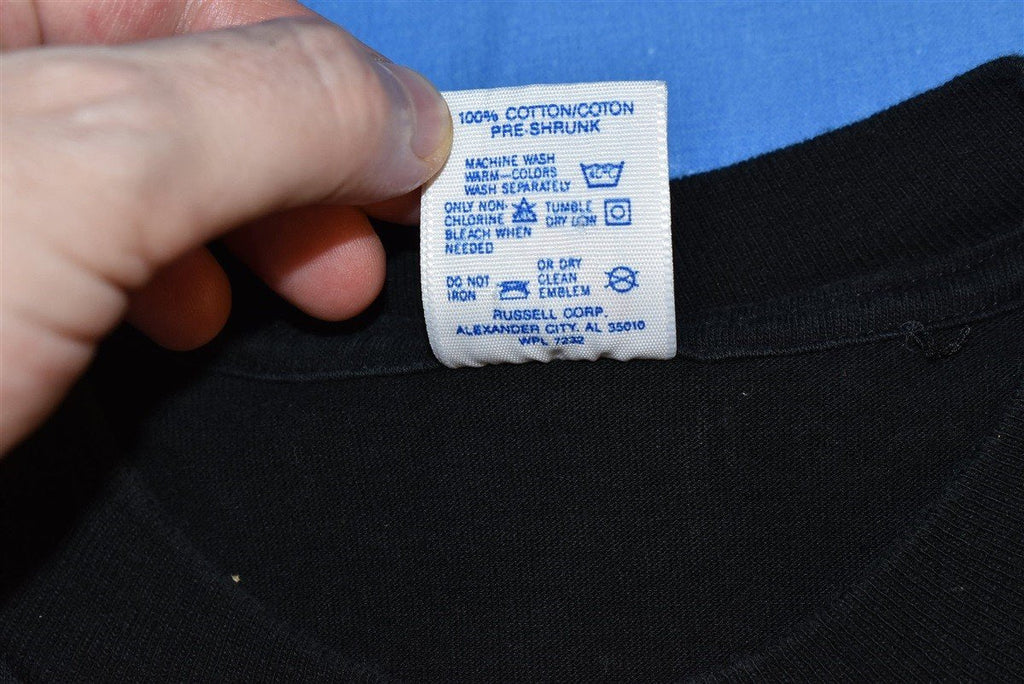 100% COTTON/COTON
PRE-SHRUNK
MACHINE WASH
WARM—COLORS
WASH SEPARATELY
ONLY NON-
CHLORINE
BLEACH WHEN
NEEDED
TUMBLE
DRY LOW
DO NOT
IRON
OR DRY
CLEAN
EMBLEM
RUSSELL CORP.
ALEXANDER CITY, AL 35010
WPL 7232